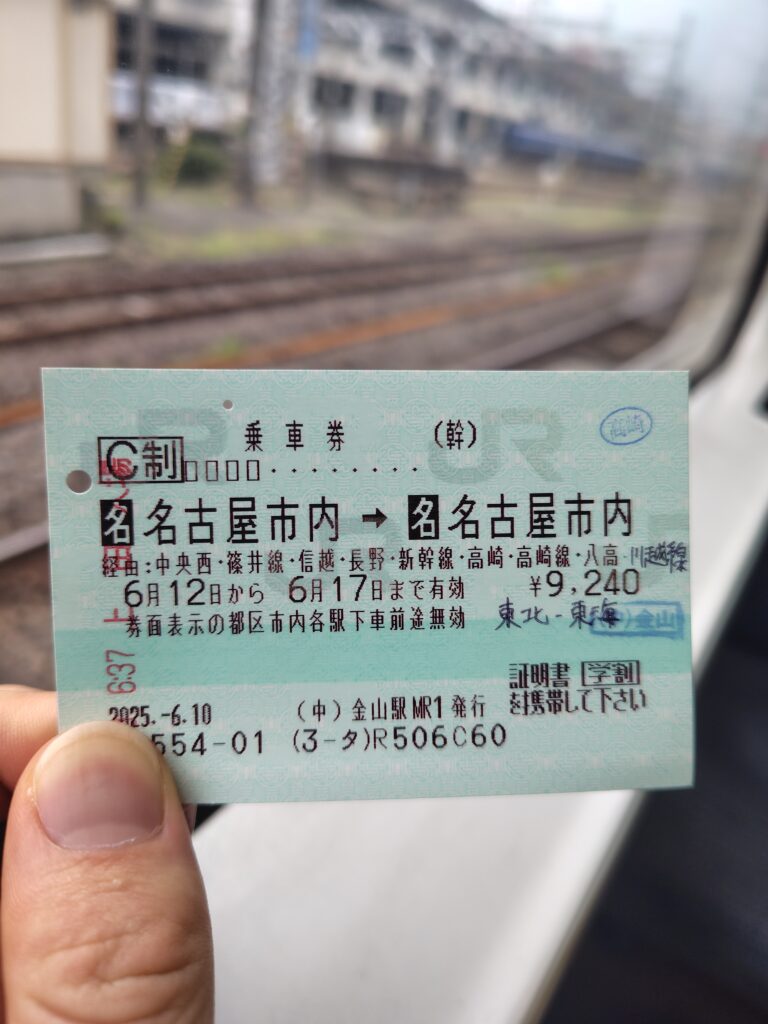 乗車券 (幹) 高崎
C制
名 名古屋市内 → 名 名古屋市内
経由:中央西・篠井線・信越・長野・新幹線・高崎・高崎線・八高 川越線
6月12日から 6月17日まで有効 ¥9,240
東北-東海 (中)金山
券面表示の都区市内各駅下車前途無効
証明書 学割
を携帯して下さい
2025.-6.10 (中)金山駅MR1発行
554-01 (3-タ)R506C60
6:37 上田
JR